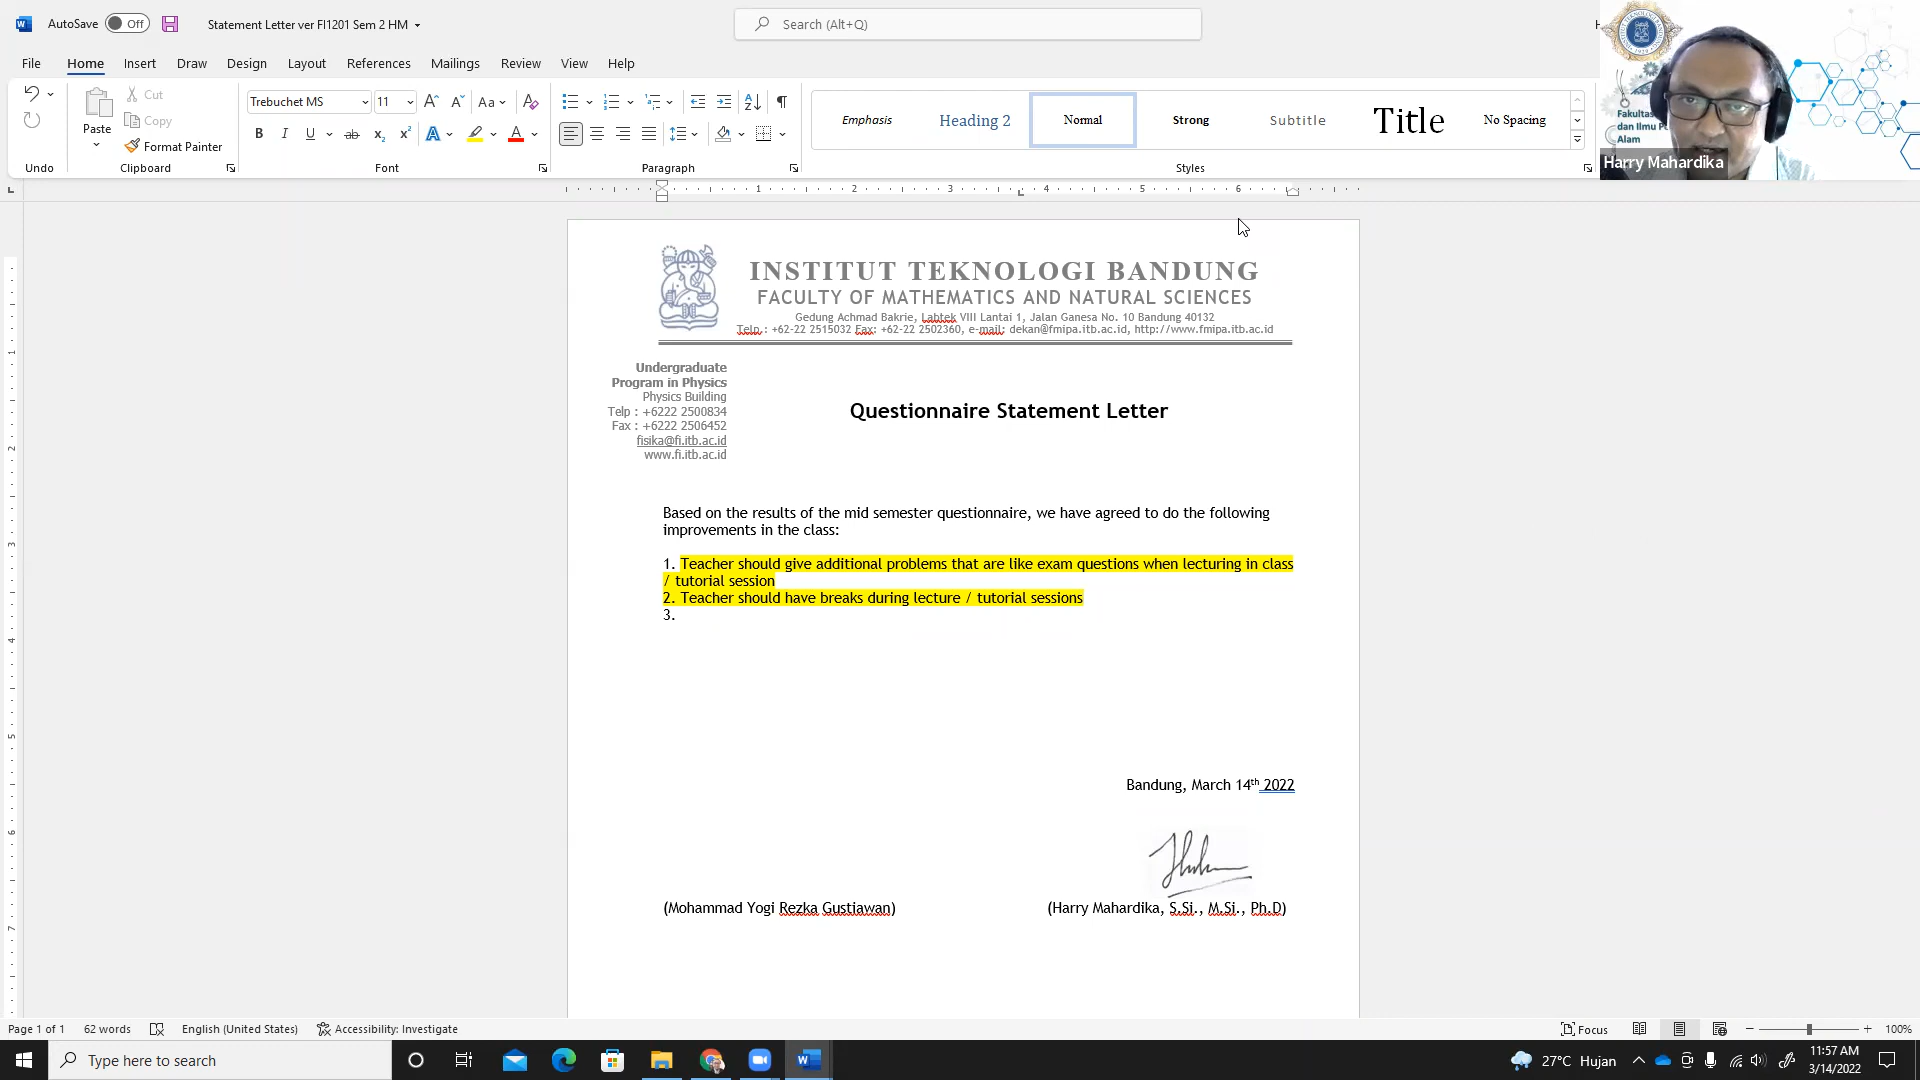 AutoSave Off Statement Letter ver FI1201 Sem 2 HM Search (Alt+Q)
File Home Insert Draw Design Layout References Mailings Review View Help
Undo
Paste
Cut
Copy
Format Painter
Clipboard
Trebuchet MS 11
Font
Paragraph
Emphasis Heading 2 Normal Strong Subtitle Title No Spacing
Styles
Fakultas
dan Ilmu
Alam
Harry Mahardika
1 2 3 4 5 6
INSTITUT TEKNOLOGI BANDUNG
FACULTY OF MATHEMATICS AND NATURAL SCIENCES
Gedung Achmad Bakrie, Labtek VIII Lantai 1, Jalan Ganesa No. 10 Bandung 40132
Telp.: +62-22 2515032 Fax: +62-22 2502360, e-mail: dekan@fmipa.itb.ac.id, http://www.fmipa.itb.ac.id
Undergraduate
Program in Physics
Physics Building
Telp : +6222 2500834
Fax : +6222 2506452
fisika@fi.itb.ac.id
www.fi.itb.ac.id
Questionnaire Statement Letter
Based on the results of the mid semester questionnaire, we have agreed to do the following
improvements in the class:
1. Teacher should give additional problems that are like exam questions when lecturing in class
/ tutorial session
2. Teacher should have breaks during lecture / tutorial sessions
3.
Bandung, March 14th 2022
(Mohammad Yogi Rezka Gustiawan) (Harry Mahardika, S.Si., M.Si., Ph.D)
Page 1 of 1 62 words English (United States) Accessibility: Investigate Focus 100%
Type here to search 27°C Hujan 11:57 AM
3/14/2022